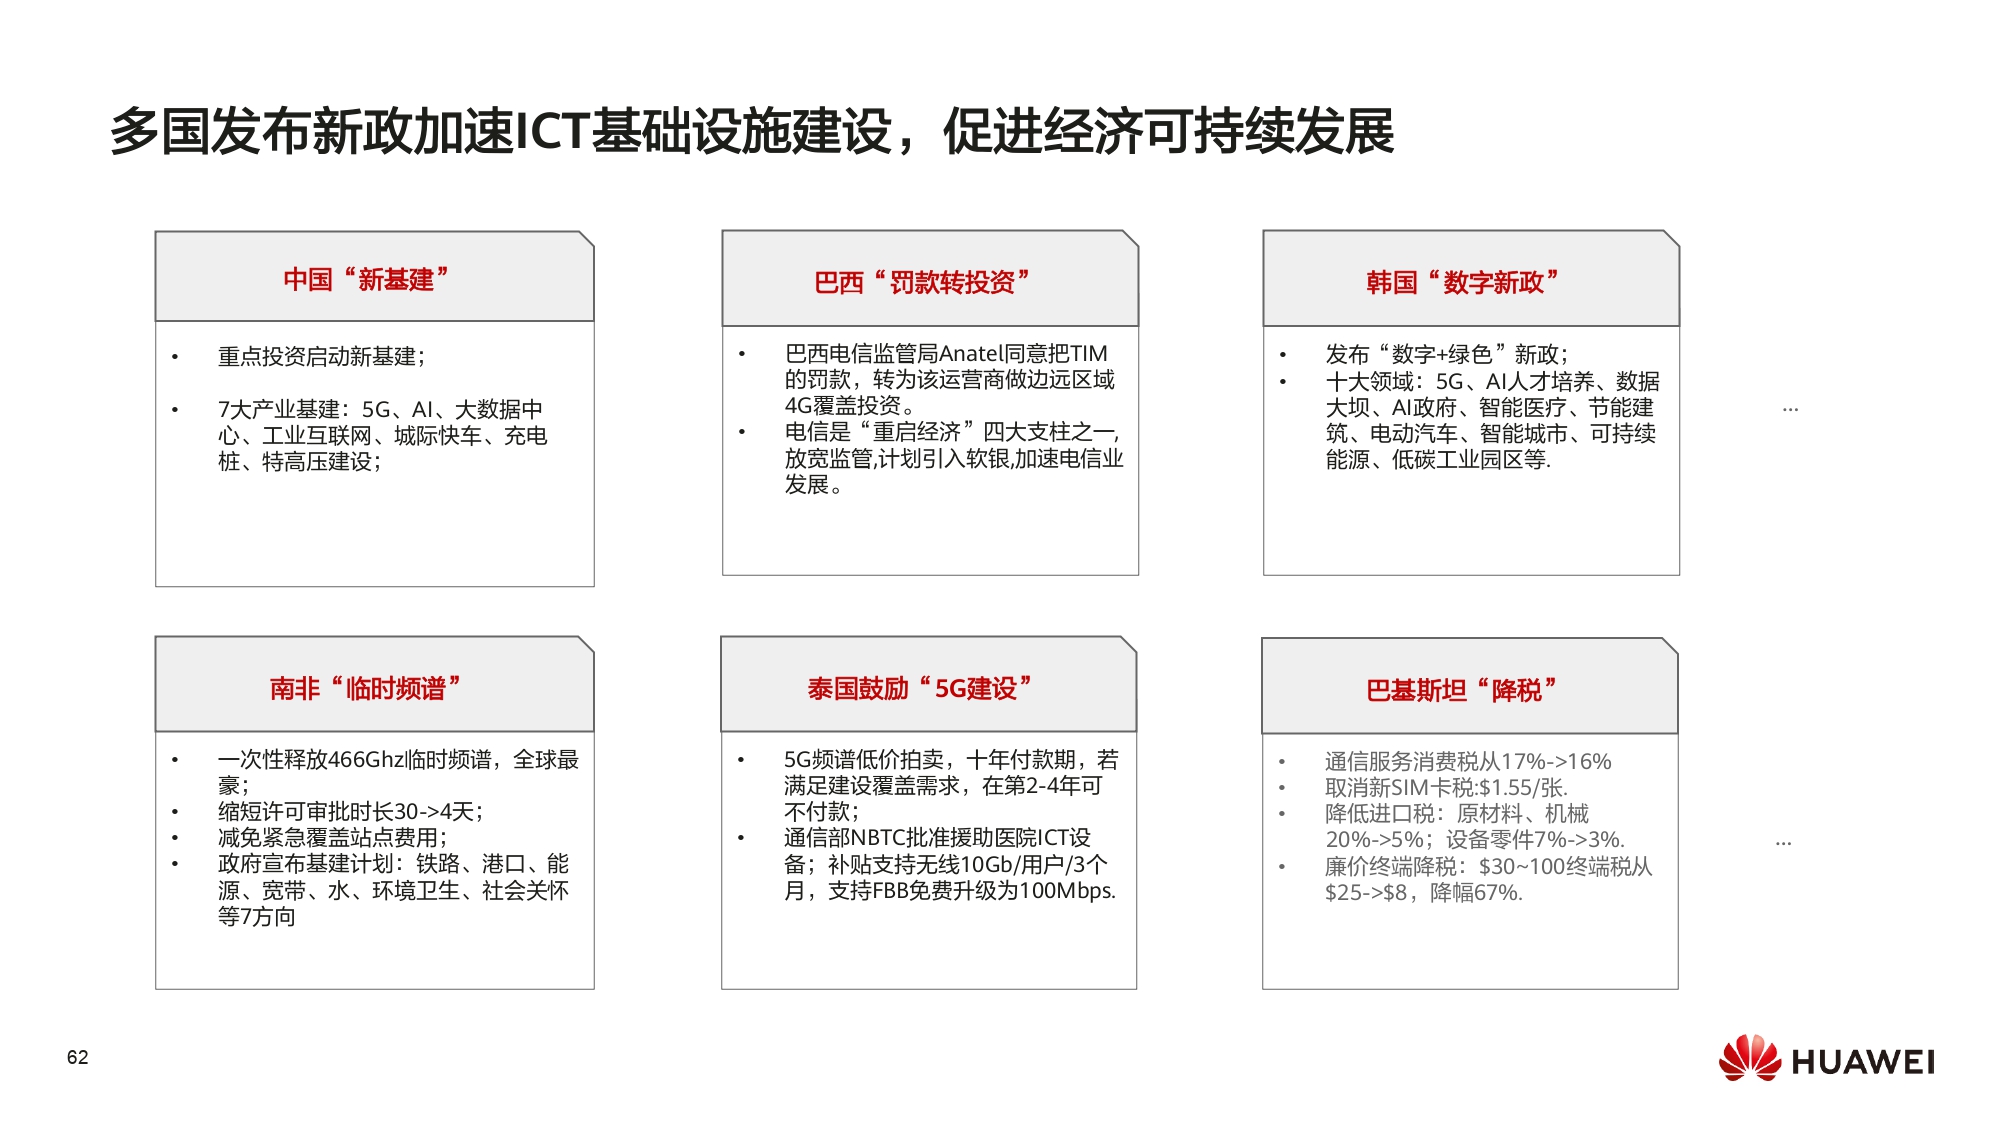 多国发布新政加速ICT基础设施建设，促进经济可持续发展
中国“新基建”
• 重点投资启动新基建；
• 7大产业基建：5G、AI、大数据中
心、工业互联网、城际快车、充电
桩、特高压建设；
巴西“罚款转投资”
• 巴西电信监管局Anatel同意把TIM
的罚款，转为该运营商做边远区域
4G覆盖投资。
• 电信是“重启经济”四大支柱之一,
放宽监管,计划引入软银,加速电信业
发展。
韩国“数字新政”
• 发布“数字+绿色”新政；
• 十大领域：5G、AI人才培养、数据
大坝、AI政府、智能医疗、节能建
筑、电动汽车、智能城市、可持续
能源、低碳工业园区等.
...
南非“临时频谱”
• 一次性释放466Ghz临时频谱，全球最
豪；
• 缩短许可审批时长30->4天；
• 减免紧急覆盖站点费用；
• 政府宣布基建计划：铁路、港口、能
源、宽带、水、环境卫生、社会关怀
等7方向
泰国鼓励“5G建设”
• 5G频谱低价拍卖，十年付款期，若
满足建设覆盖需求，在第2-4年可
不付款；
• 通信部NBTC批准援助医院ICT设
备；补贴支持无线10Gb/用户/3个
月，支持FBB免费升级为100Mbps.
巴基斯坦“降税”
• 通信服务消费税从17%->16%
• 取消新SIM卡税:$1.55/张.
• 降低进口税：原材料、机械
20%->5%；设备零件7%->3%.
• 廉价终端降税：$30~100终端税从
$25->$8，降幅67%.
...
62
HUAWEI